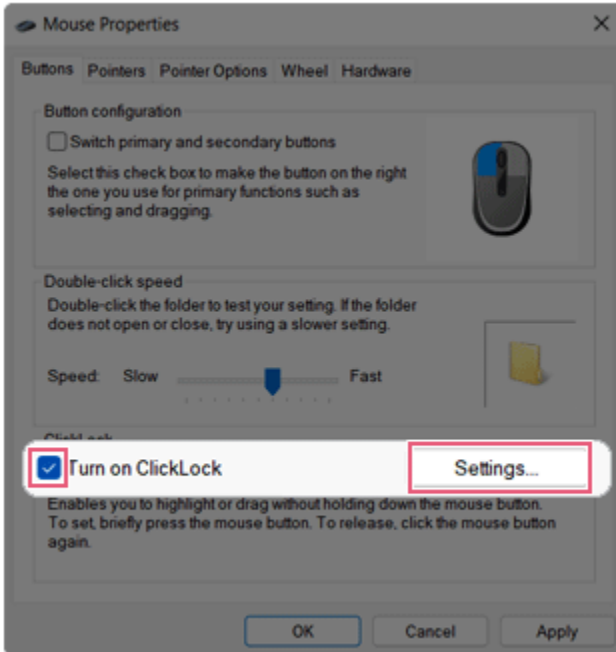 Mouse Properties
Buttons Pointers Pointer Options Wheel Hardware
Button configuration
Switch primary and secondary buttons
Select this check box to make the button on the right
the one you use for primary functions such as
selecting and dragging.
Double-click speed
Double-click the folder to test your setting. If the folder
does not open or close, try using a slower setting.
Speed: Slow Fast
ClickLock
Turn on ClickLock Settings...
Enables you to highlight or drag without holding down the mouse button.
To set, briefly press the mouse button. To release, click the mouse button
again.
OK Cancel Apply